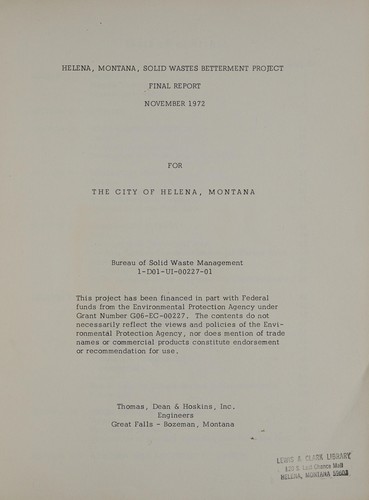 HELENA, MONTANA, SOLID WASTES BETTERMENT PROJECT
FINAL REPORT
NOVEMBER 1972
FOR
THE CITY OF HELENA, MONTANA
Bureau of Solid Waste Management
1-D01-UI-00227-01
This project has been financed in part with Federal
funds from the Environmental Protection Agency under
Grant Number G06-EC-00227. The contents do not
necessarily reflect the views and policies of the Envi-
ronmental Protection Agency, nor does mention of trade
names or commercial products constitute endorsement
or recommendation for use.
Thomas, Dean & Hoskins, Inc.
Engineers
Great Falls - Bozeman, Montana
LEWIS & CLARK LIBRARY
S. Last Chance Mall
HELENA, MONTANA 59601